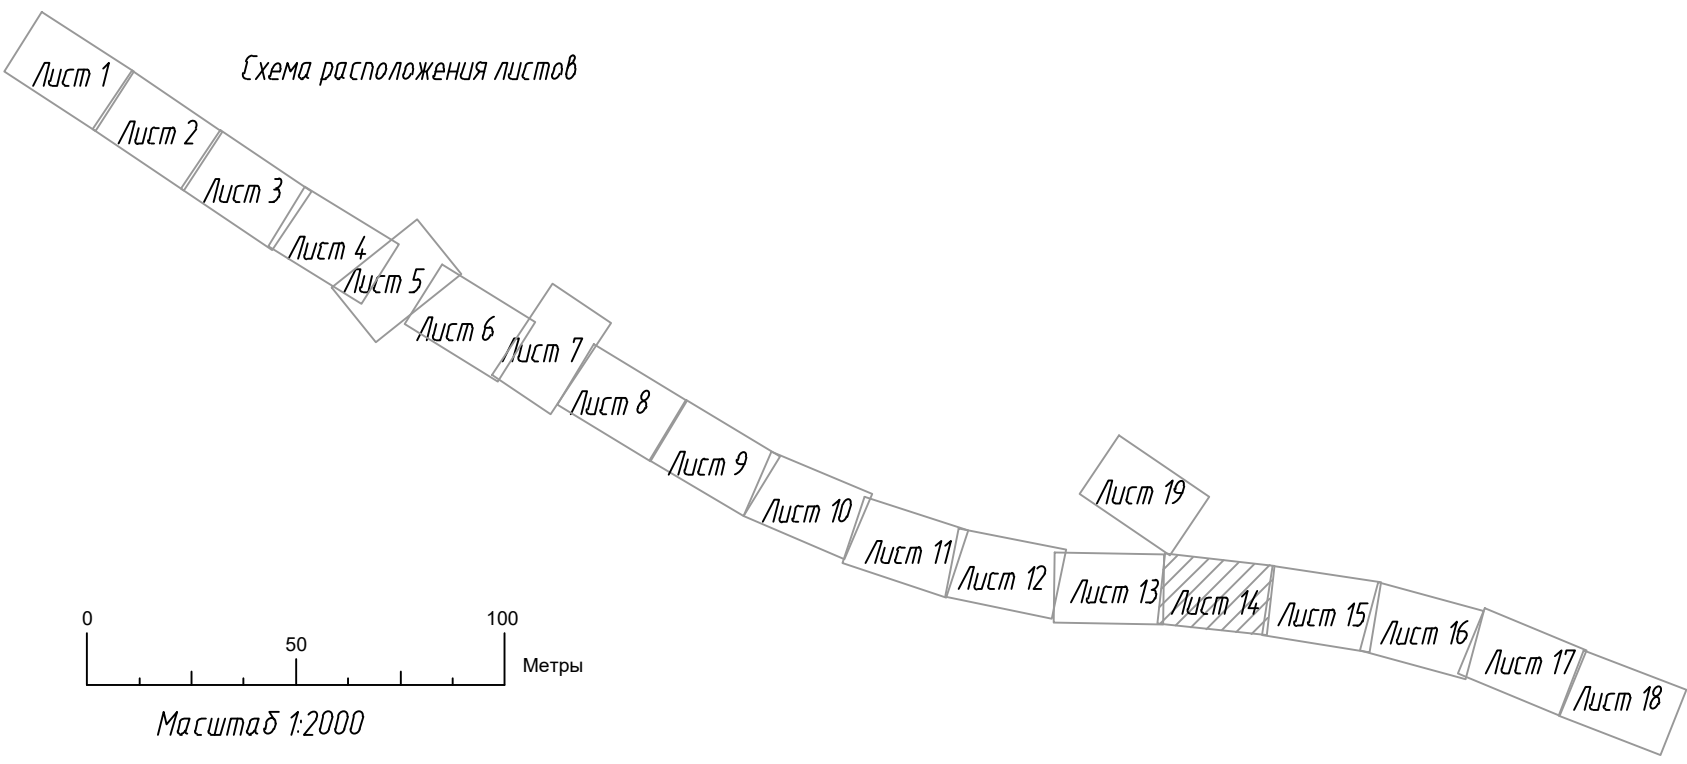 Схема расположения листов
Лист 1
Лист 2
Лист 3
Лист 4
Лист 5
Лист 6
Лист 7
Лист 8
Лист 9
Лист 10
Лист 11
Лист 12
Лист 13
Лист 14
Лист 15
Лист 16
Лист 17
Лист 18
Лист 19
0 50 100
Метры
Масштаб 1:2000